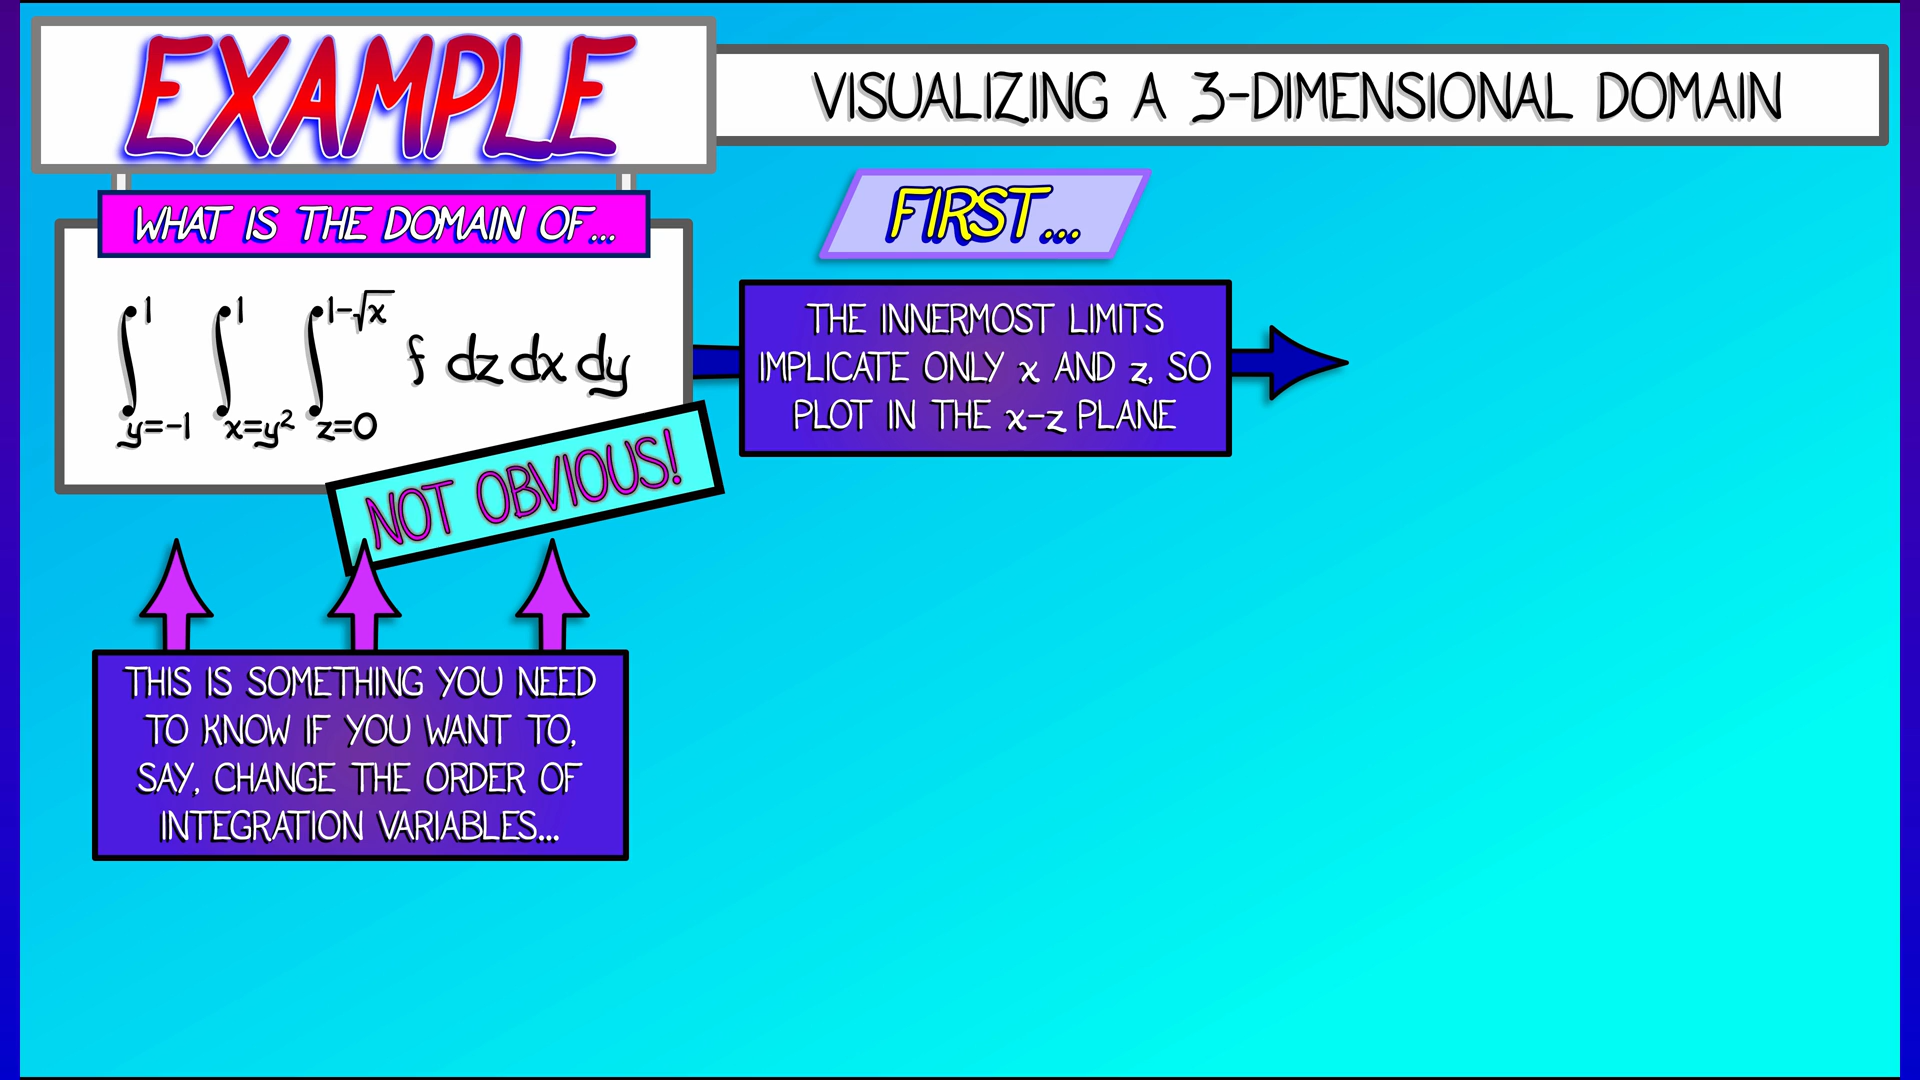 EXAMPLE
VISUALIZING A 3-DIMENSIONAL DOMAIN
WHAT IS THE DOMAIN OF...
∫_{y=-1}^{1} ∫_{x=y²}^{1} ∫_{z=0}^{1-√x} f dz dx dy
NOT OBVIOUS!
THIS IS SOMETHING YOU NEED
TO KNOW IF YOU WANT TO,
SAY, CHANGE THE ORDER OF
INTEGRATION VARIABLES...
FIRST...
THE INNERMOST LIMITS
IMPLICATE ONLY x AND z, SO
PLOT IN THE x-z PLANE